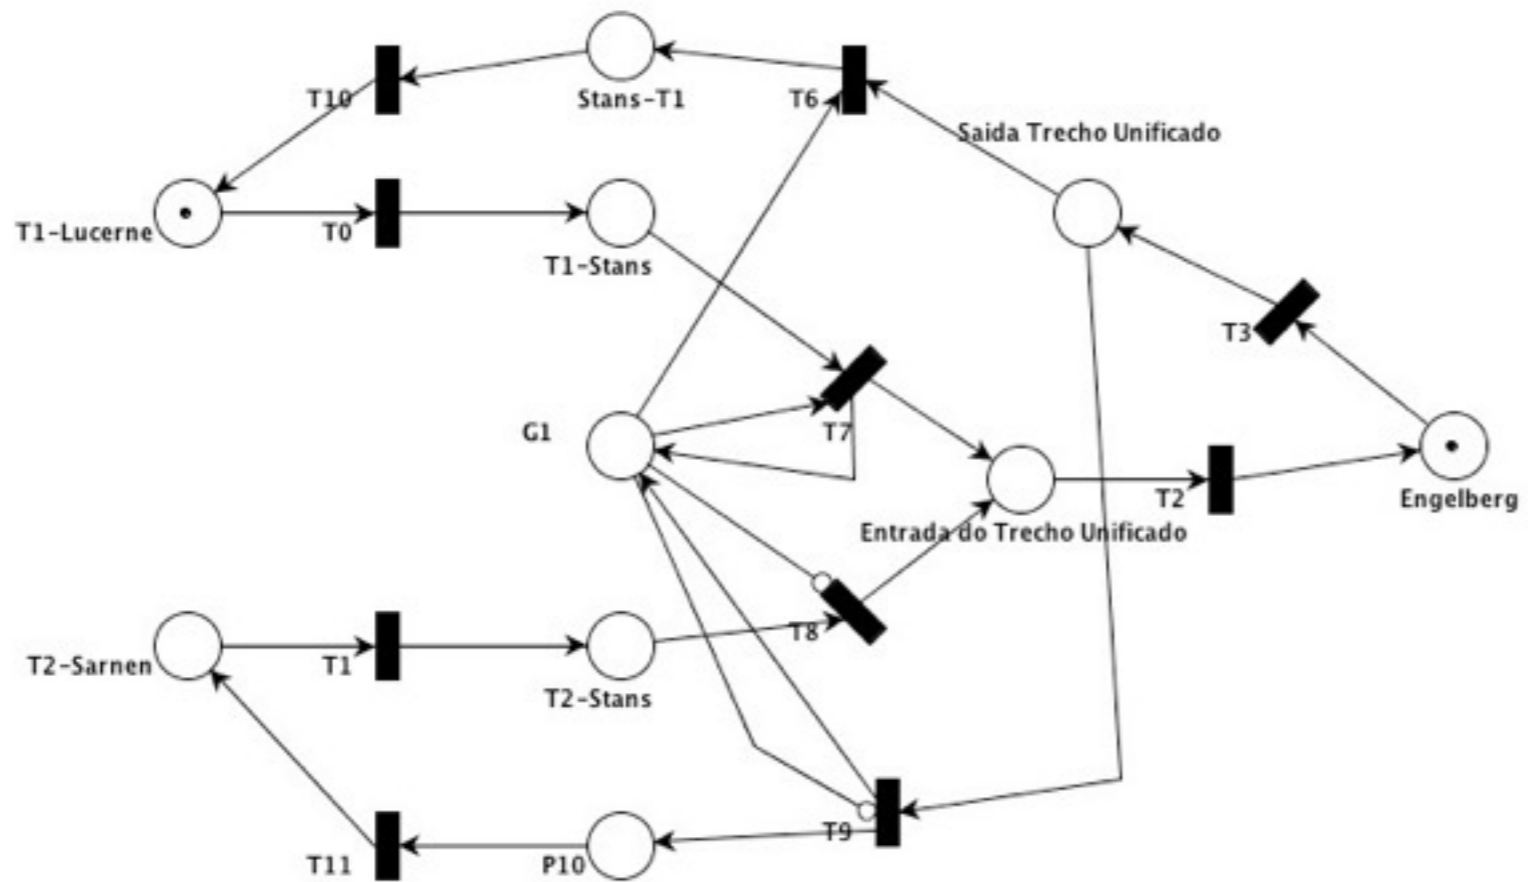 T10
Stans-T1
T6
Saida Trecho Unificado
T1-Lucerne
T0
T1-Stans
T3
G1
T7
T2
Engelberg
Entrada do Trecho Unificado
T8
T2-Sarnen
T1
T2-Stans
T9
T11
P10